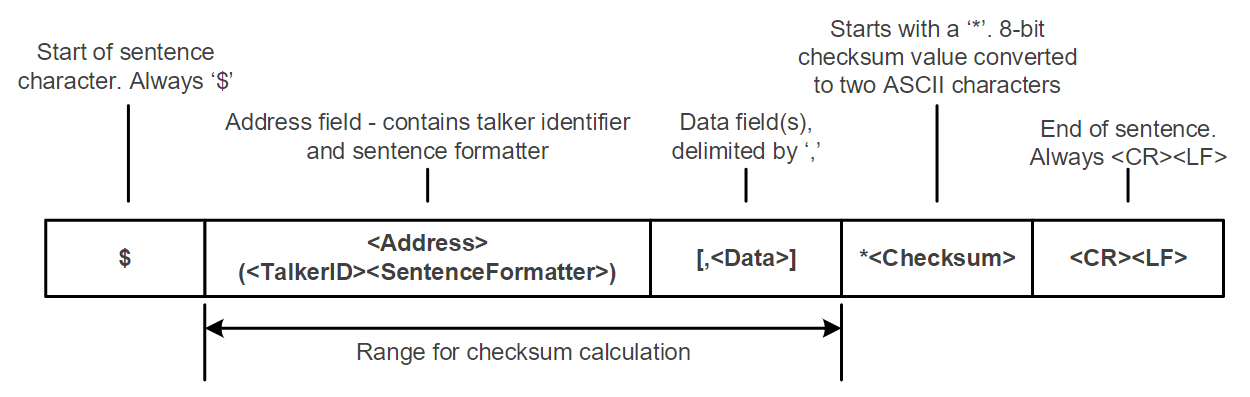 Start of sentence
character. Always ‘$’
Address field - contains talker identifier
and sentence formatter
Data field(s),
delimited by ‘,’
Starts with a ‘*’. 8-bit
checksum value converted
to two ASCII characters
End of sentence.
Always <CR><LF>
$
<Address>
(<TalkerID><SentenceFormatter>)
[,<Data>]
*<Checksum>
<CR><LF>
Range for checksum calculation